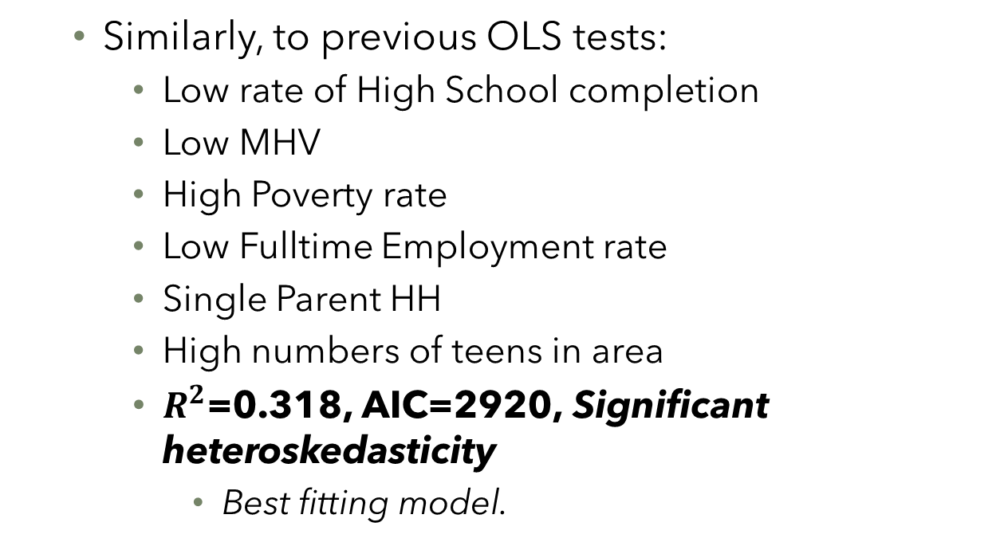 • Similarly, to previous OLS tests:
• Low rate of High School completion
• Low MHV
• High Poverty rate
• Low Fulltime Employment rate
• Single Parent HH
• High numbers of teens in area
• R²=0.318, AIC=2920, Significant
heteroskedasticity
• Best fitting model.